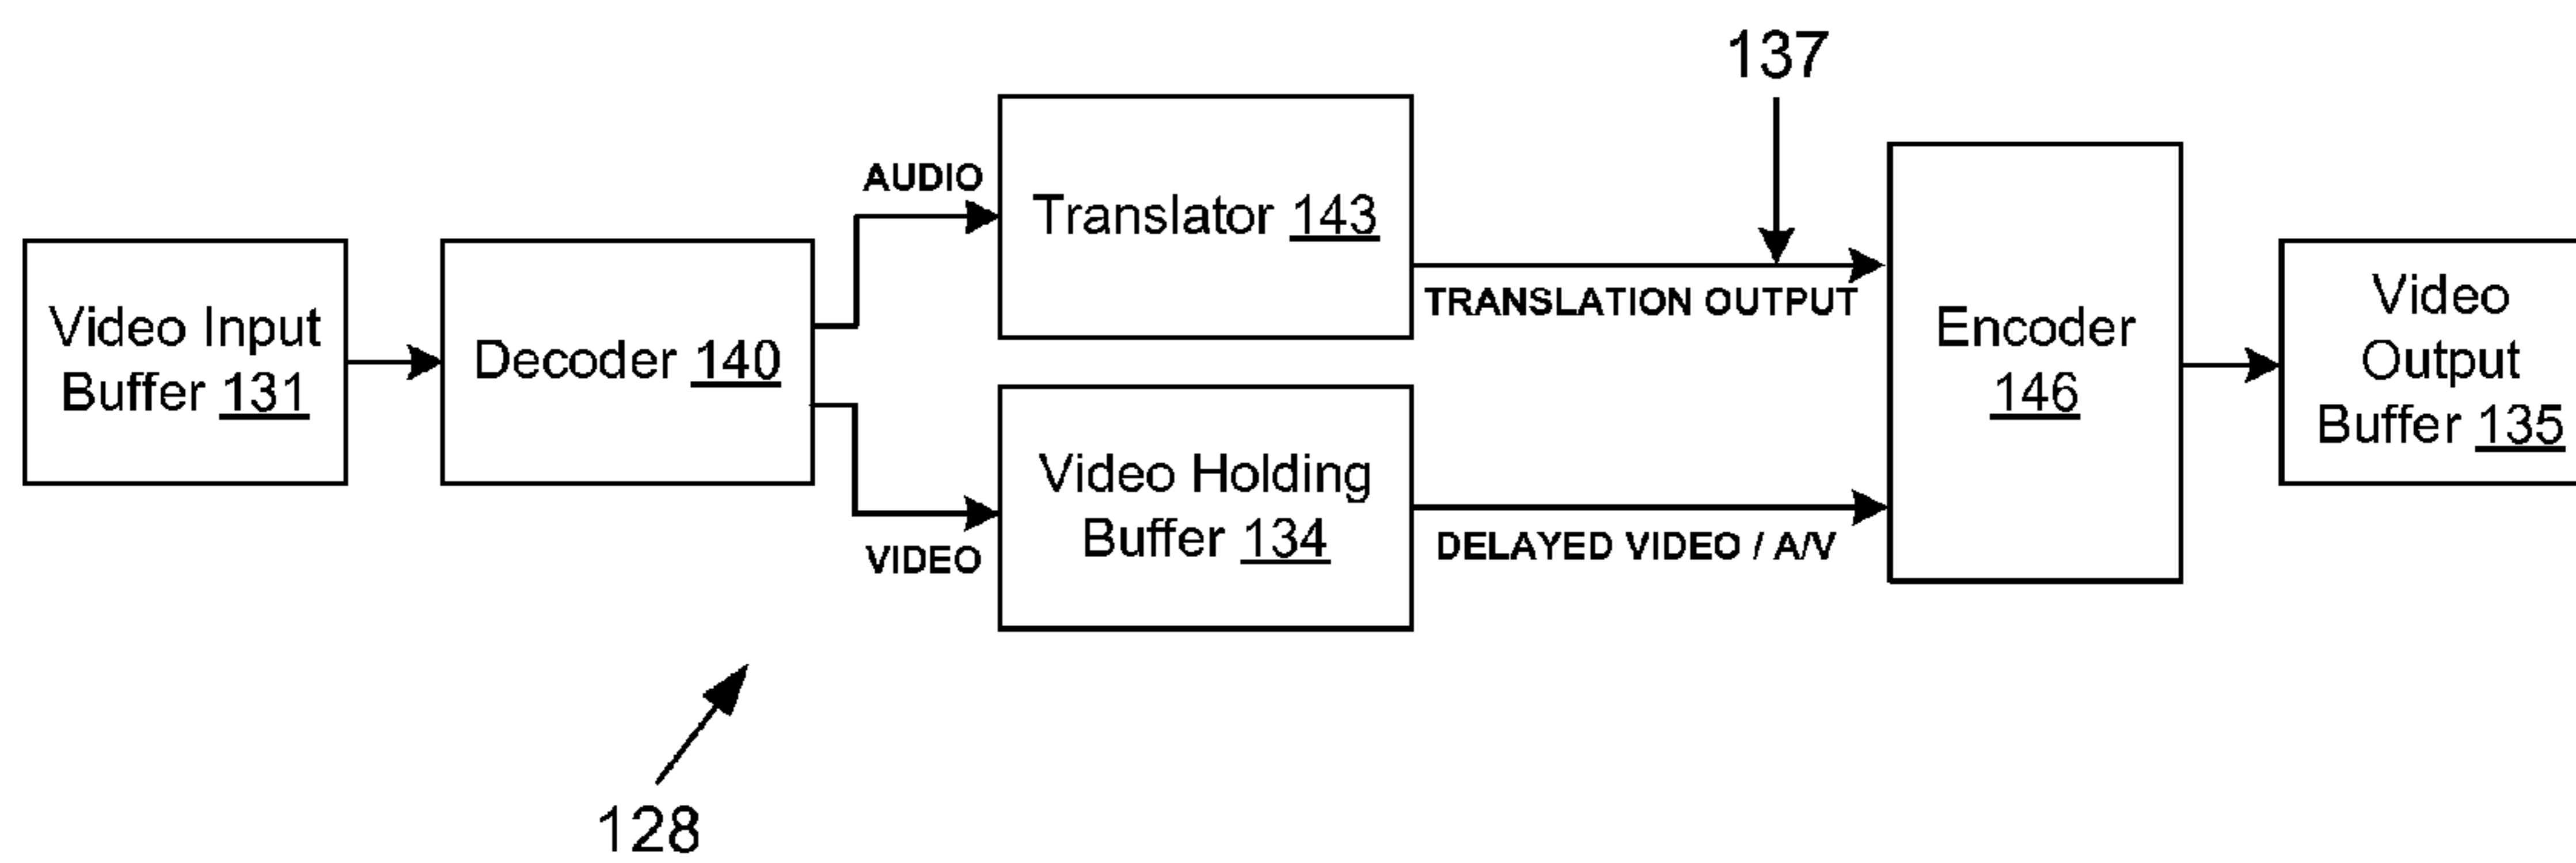 137
AUDIO
Translator 143
Video Input
Buffer 131
Decoder 140
TRANSLATION OUTPUT
Encoder
146
Video
Output
Buffer 135
Video Holding
Buffer 134
VIDEO
DELAYED VIDEO / A/V
128